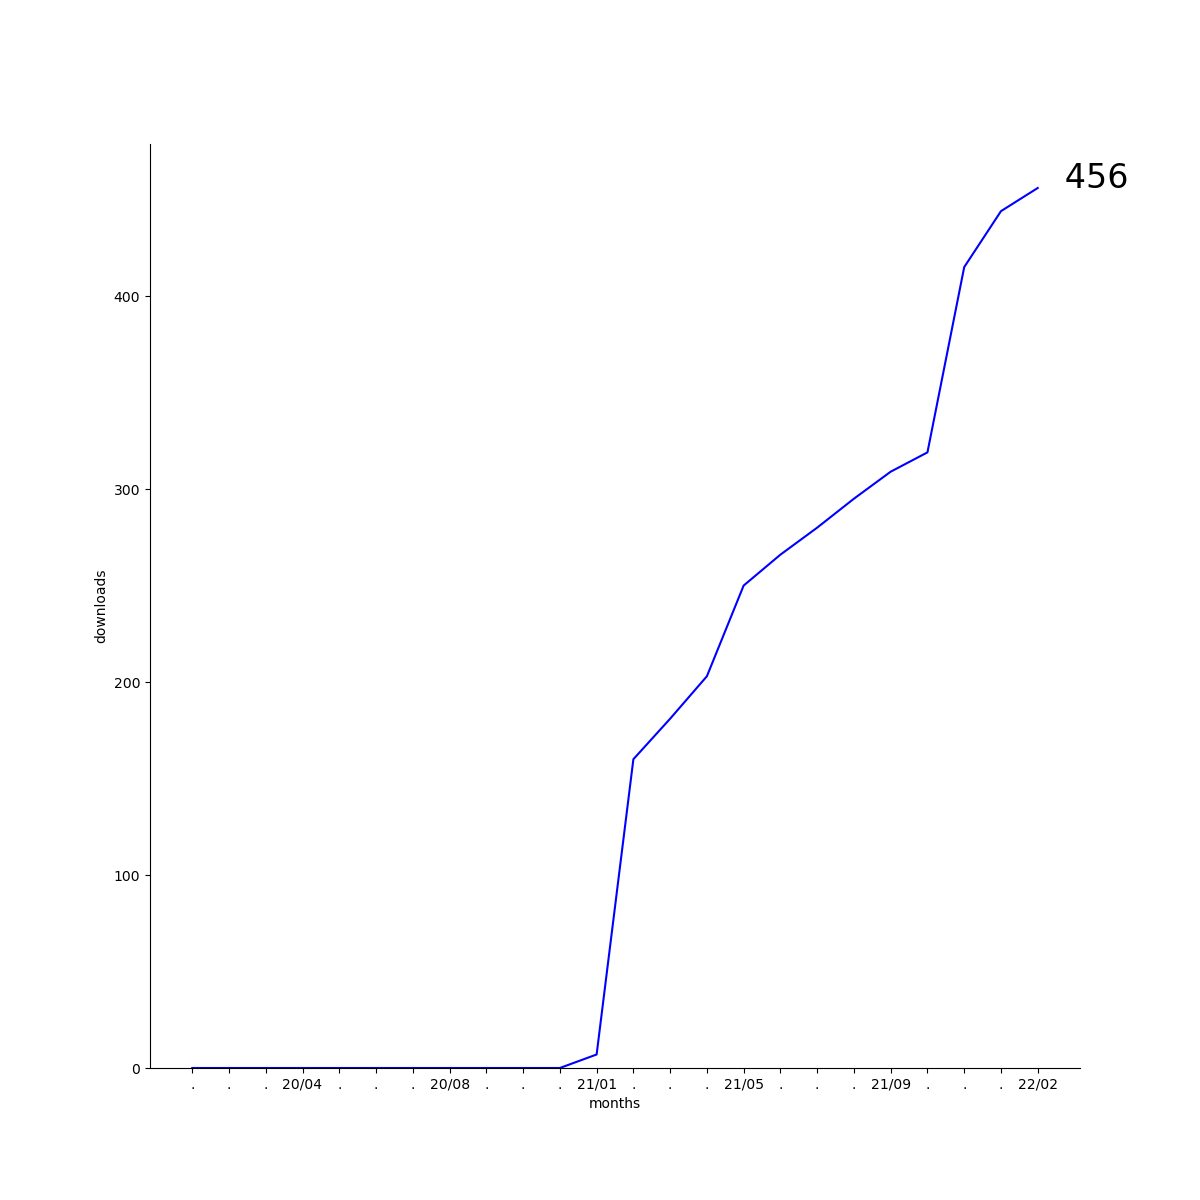 456
400
300
200
100
0
downloads
. . . 20/04 . . . 20/08 . . . 21/01 . . . 21/05 . . . 21/09 . . . 22/02
months